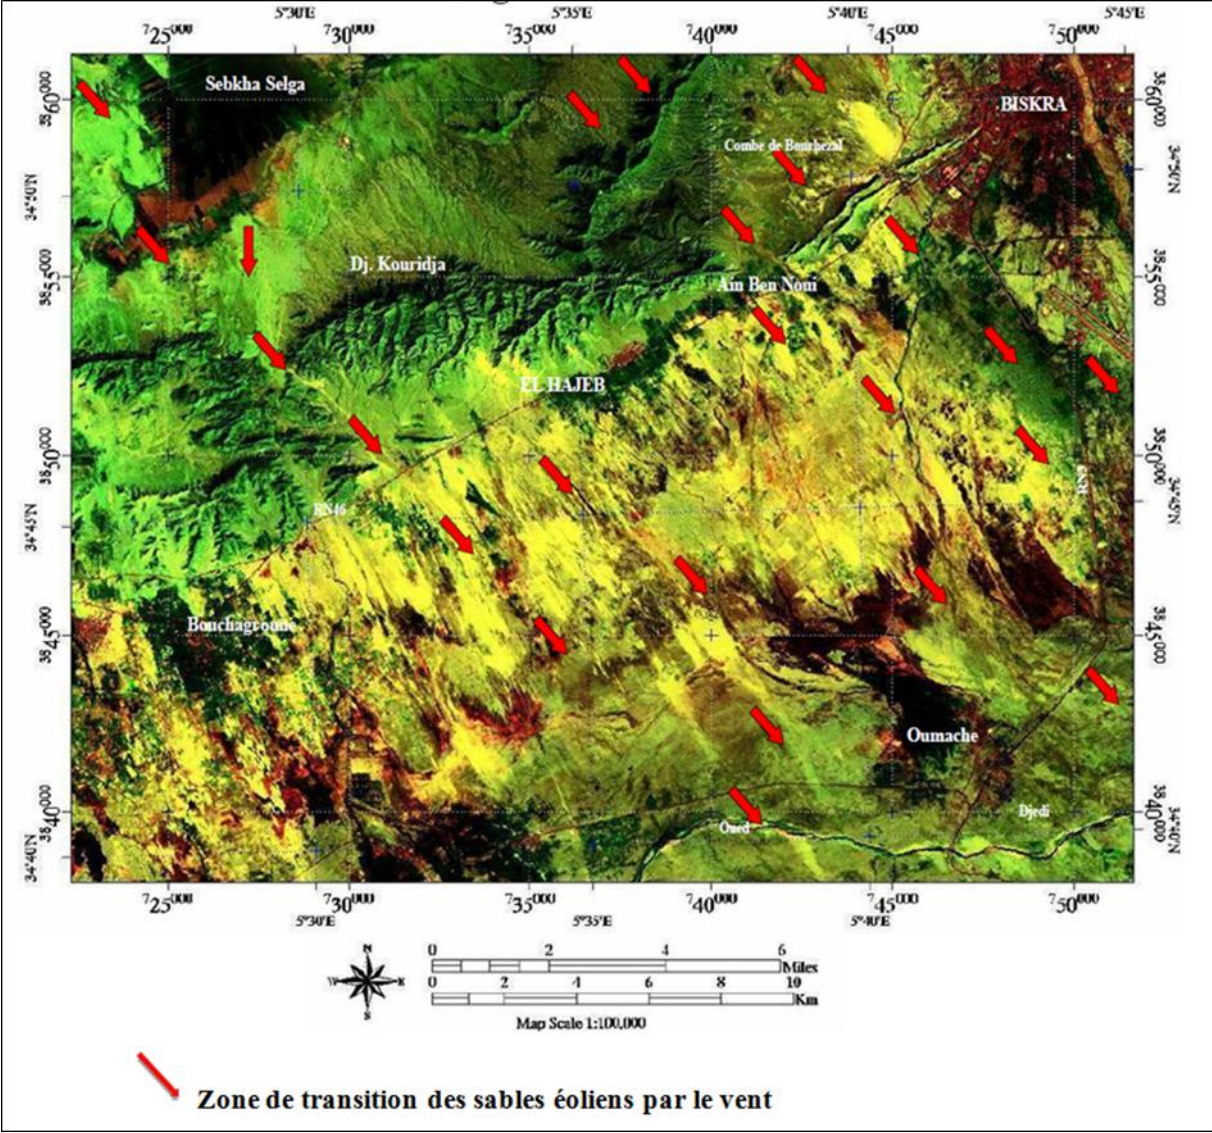 5°30'E 5°35'E 5°40'E 5°45'E
725000 730000 735000 740000 745000 750000
Sebkha Selga
3860000
BISKRA
3860000
Combe de Bourhezal
34°50'N
34°50'N
Dj. Kouridja
3855000
3855000
Ain Ben Noui
EL HAJEB
3850000
3850000
RN3
RN46
34°45'N
34°45'N
Bouchagroune
3845000
3845000
Oumache
3840000
3840000
Djedi
Oued
34°40'N
34°40'N
725000 730000 735000 740000 745000 750000
5°30'E 5°35'E 5°40'E
N
W E
S
0 2 4 6
Miles
0 2 4 6 8 10
Km
Map Scale 1:100.000
Zone de transition des sables éoliens par le vent